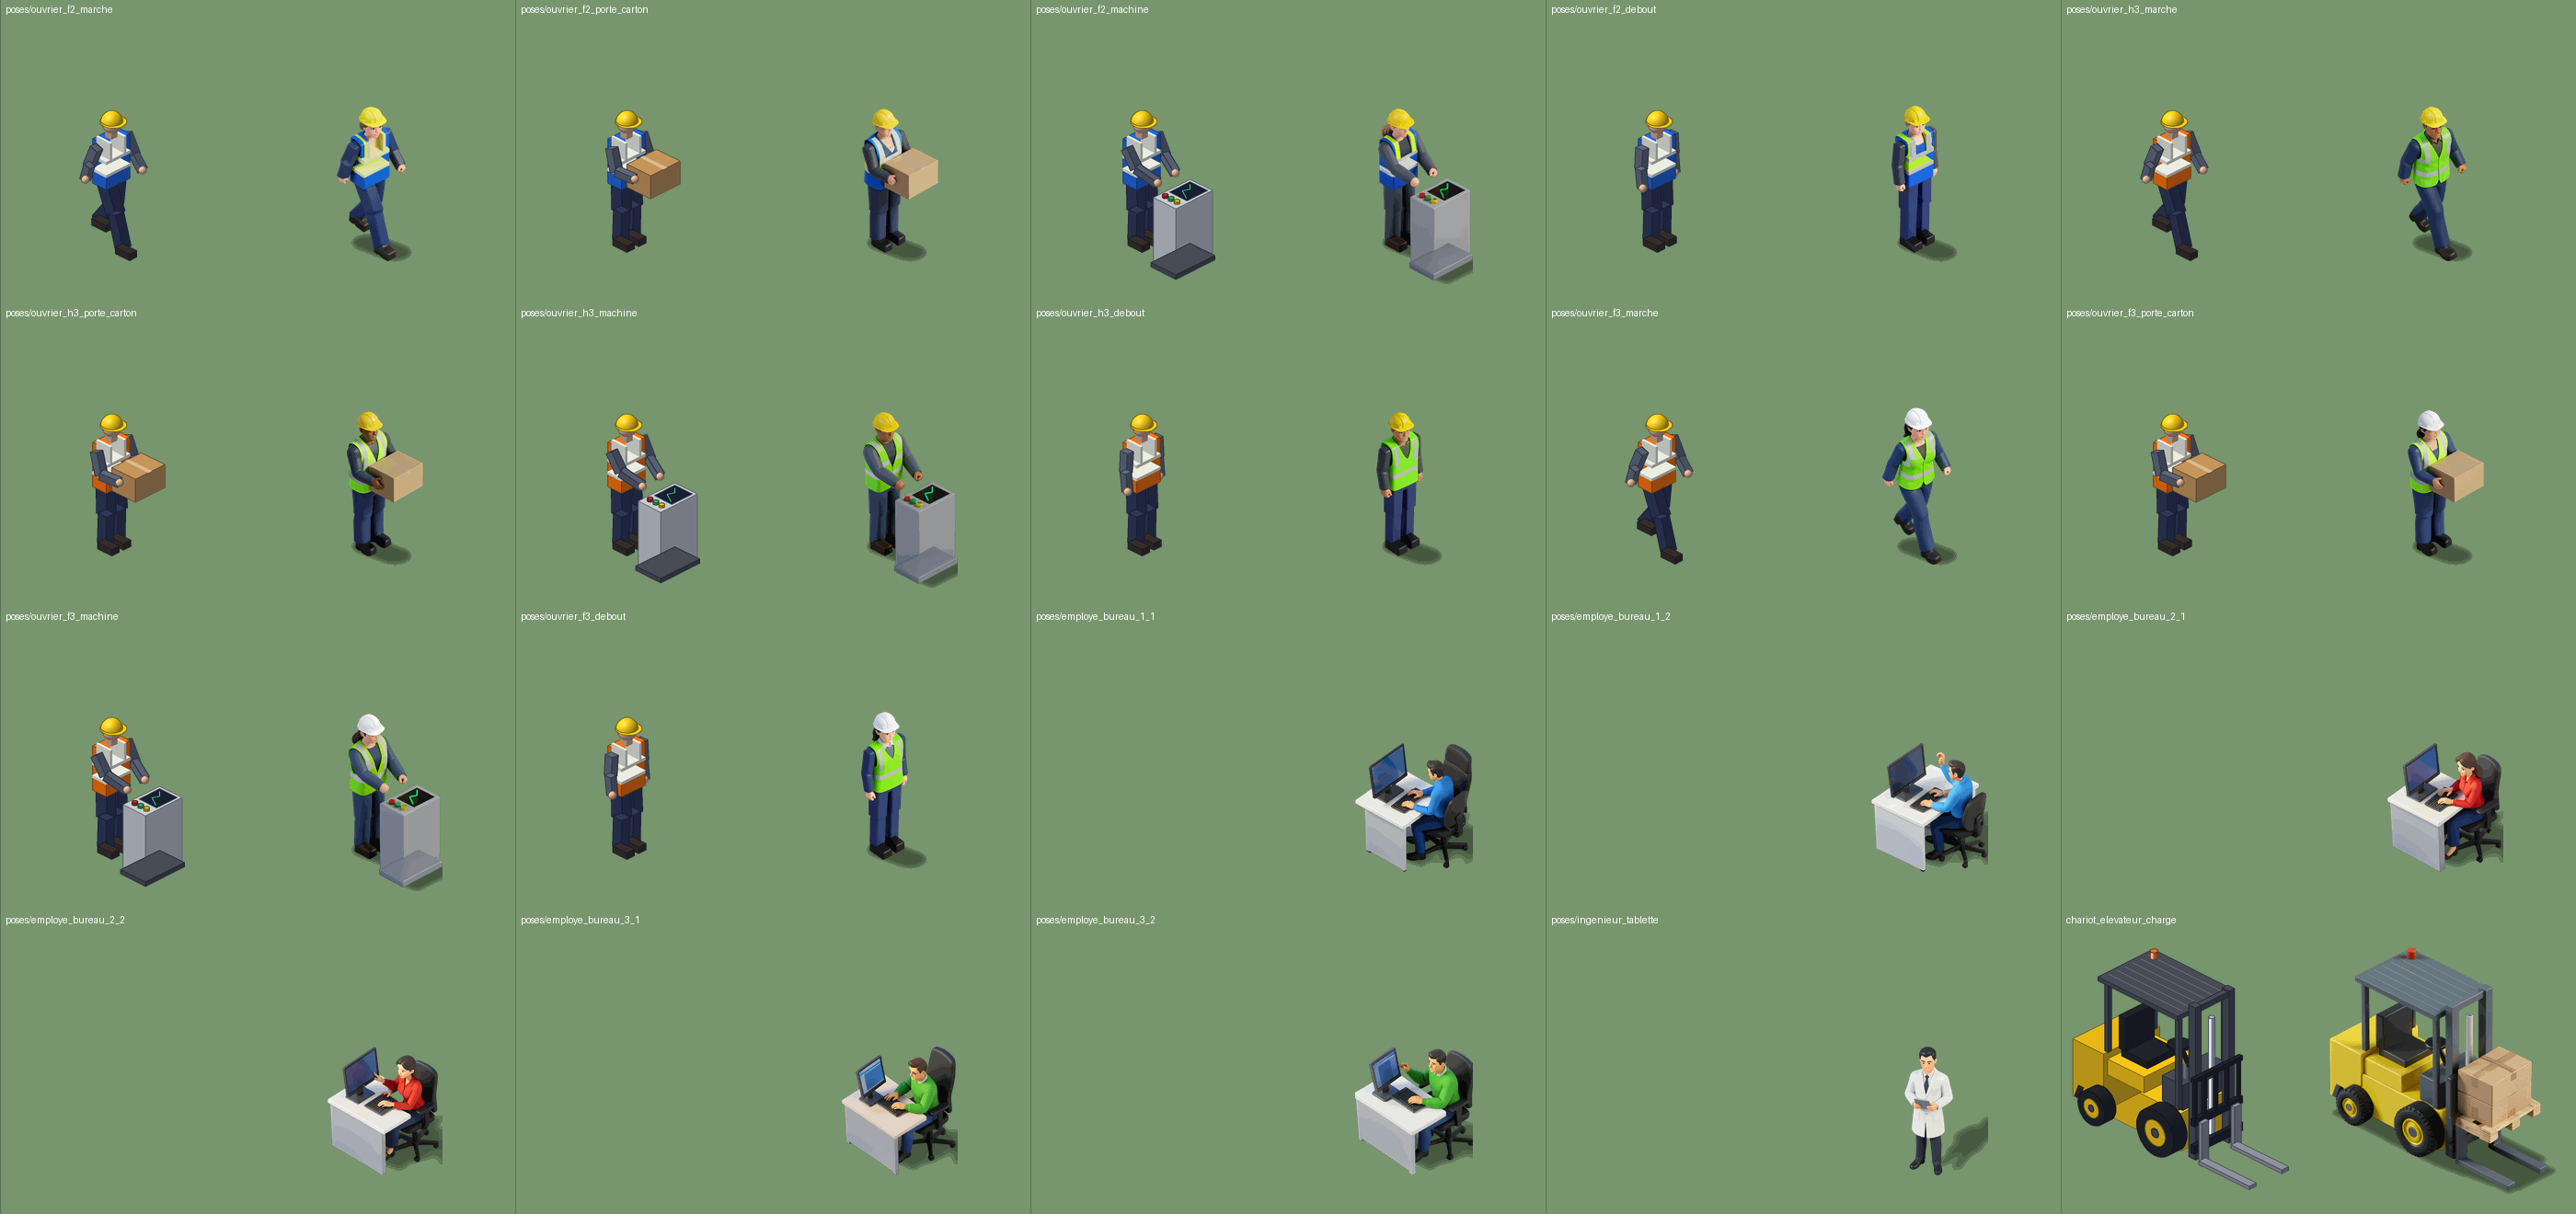 poses/ouvrier_f2_marche
poses/ouvrier_f2_porte_carton
poses/ouvrier_f2_machine
poses/ouvrier_f2_debout
poses/ouvrier_h3_marche
poses/ouvrier_h3_porte_carton
poses/ouvrier_h3_machine
poses/ouvrier_h3_debout
poses/ouvrier_f3_marche
poses/ouvrier_f3_porte_carton
poses/ouvrier_f3_machine
poses/ouvrier_f3_debout
poses/employe_bureau_1_1
poses/employe_bureau_1_2
poses/employe_bureau_2_1
poses/employe_bureau_2_2
poses/employe_bureau_3_1
poses/employe_bureau_3_2
poses/ingenieur_tablette
chariot_elevateur_charge